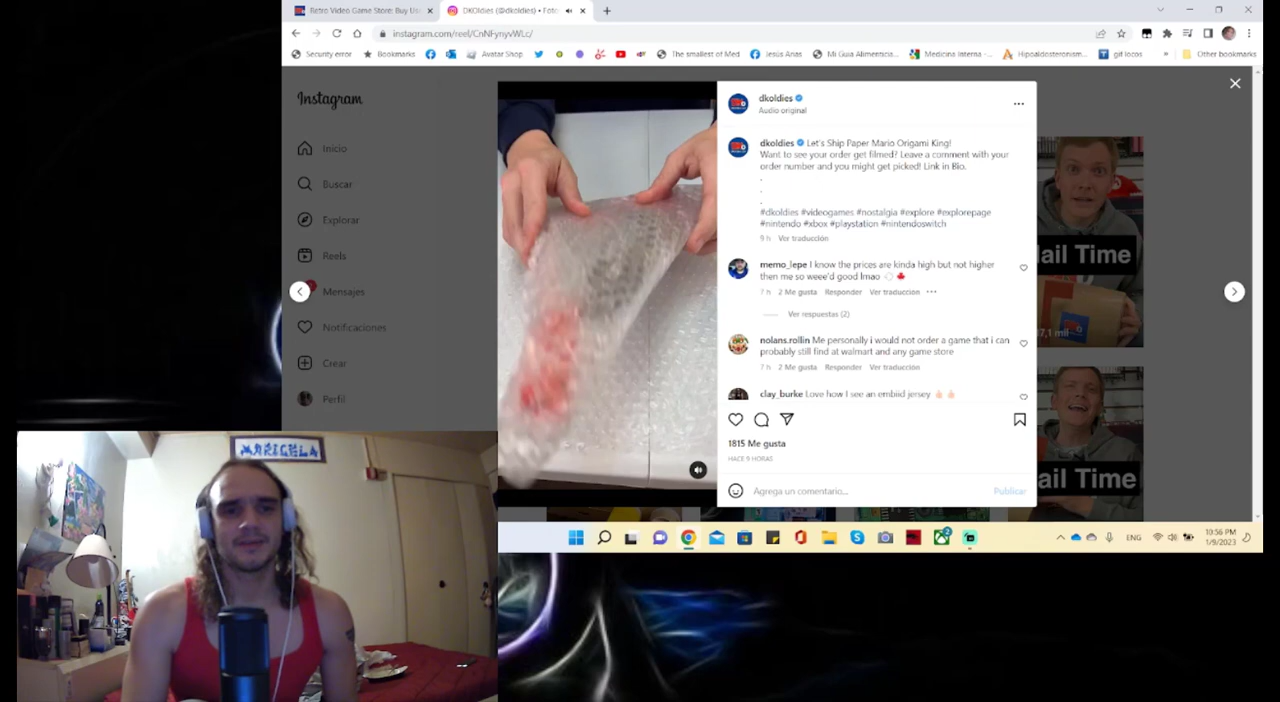 Retro Video Game Store: Buy Us
DKOldies (@dkoldies) • Foto
instagram.com/reel/CnNFynyvWLc/
Security error
Bookmarks
Avatar Shop
The smallest of Med
Jesús Arias
Mi Guia Alimenticia...
Medicina Interna -...
Hipoaldosteronism...
gif locos
Other bookmarks
Instagram
Inicio
Buscar
Explorar
Reels
Mensajes
Notificaciones
Crear
Perfil
MARICELA
dkoldies
Audio original
dkoldies Let's Ship Paper Mario Origami King!
Want to see your order get filmed? Leave a comment with your
order number and you might get picked! Link in Bio.
.
.
.
#dkoldies #videogames #nostalgia #explore #explorepage
#nintendo #xbox #playstation #nintendoswitch
9 h Ver traducción
memo_lepe I know the prices are kinda high but not higher
then me so weee'd good lmao
7 h 2 Me gusta Responder Ver traducción
Ver respuestas (2)
nolans.rollin Me personally i would not order a game that i can
probably still find at walmart and any game store
7 h 2 Me gusta Responder Ver traducción
clay_burke Love how I see an embiid jersey
1815 Me gusta
HACE 9 HORAS
Agrega un comentario...
Publicar
ail Time
7,1 mil
ail Time
ENG
10:56 PM
1/9/2023